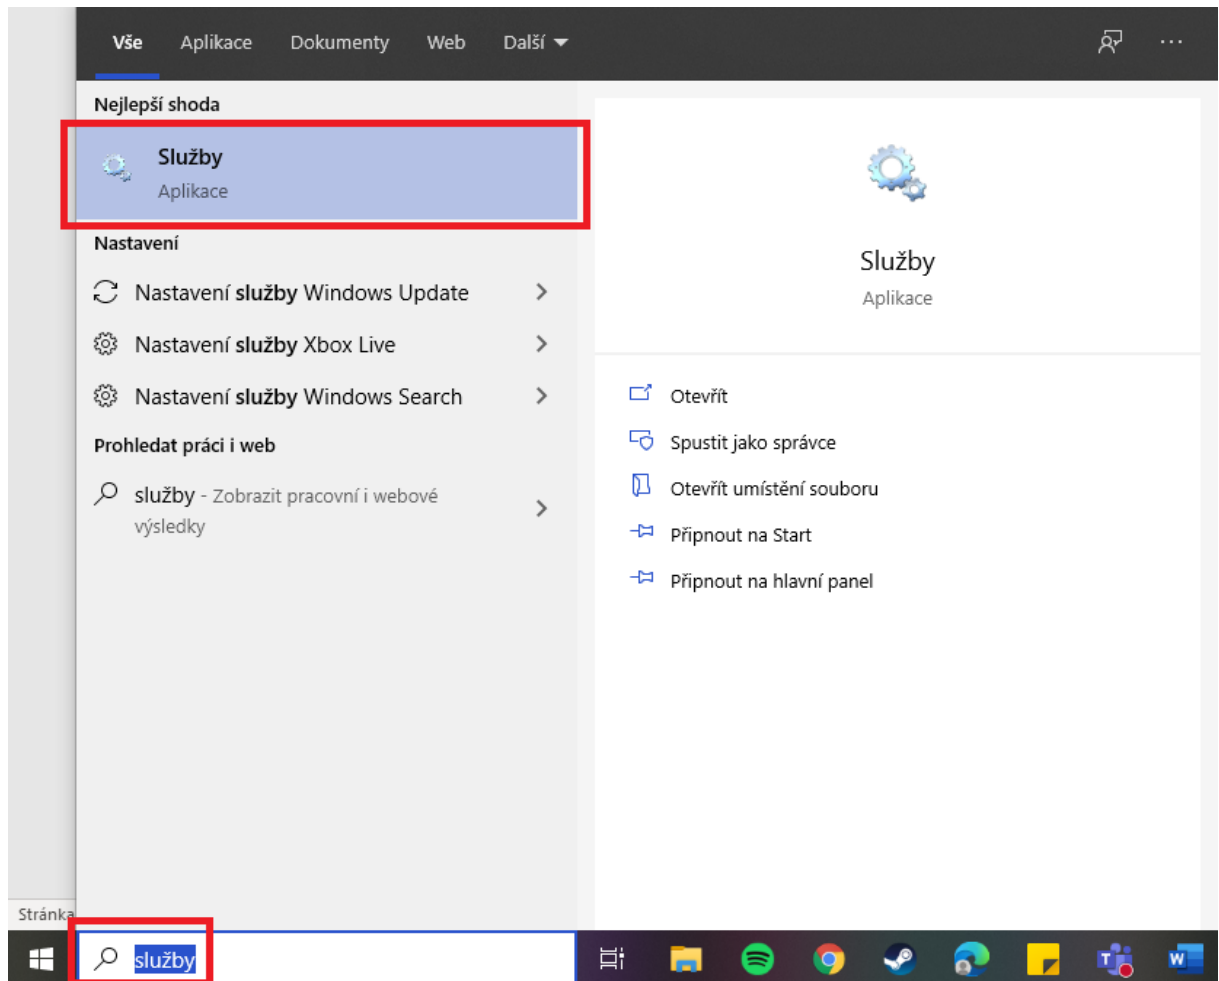 Vše Aplikace Dokumenty Web Další
Nejlepší shoda
Služby
Aplikace
Nastavení
Nastavení služby Windows Update
Nastavení služby Xbox Live
Nastavení služby Windows Search
Prohledat práci i web
služby - Zobrazit pracovní i webové
výsledky
Služby
Aplikace
Otevřít
Spustit jako správce
Otevřít umístění souboru
Připnout na Start
Připnout na hlavní panel
Stránka
služby